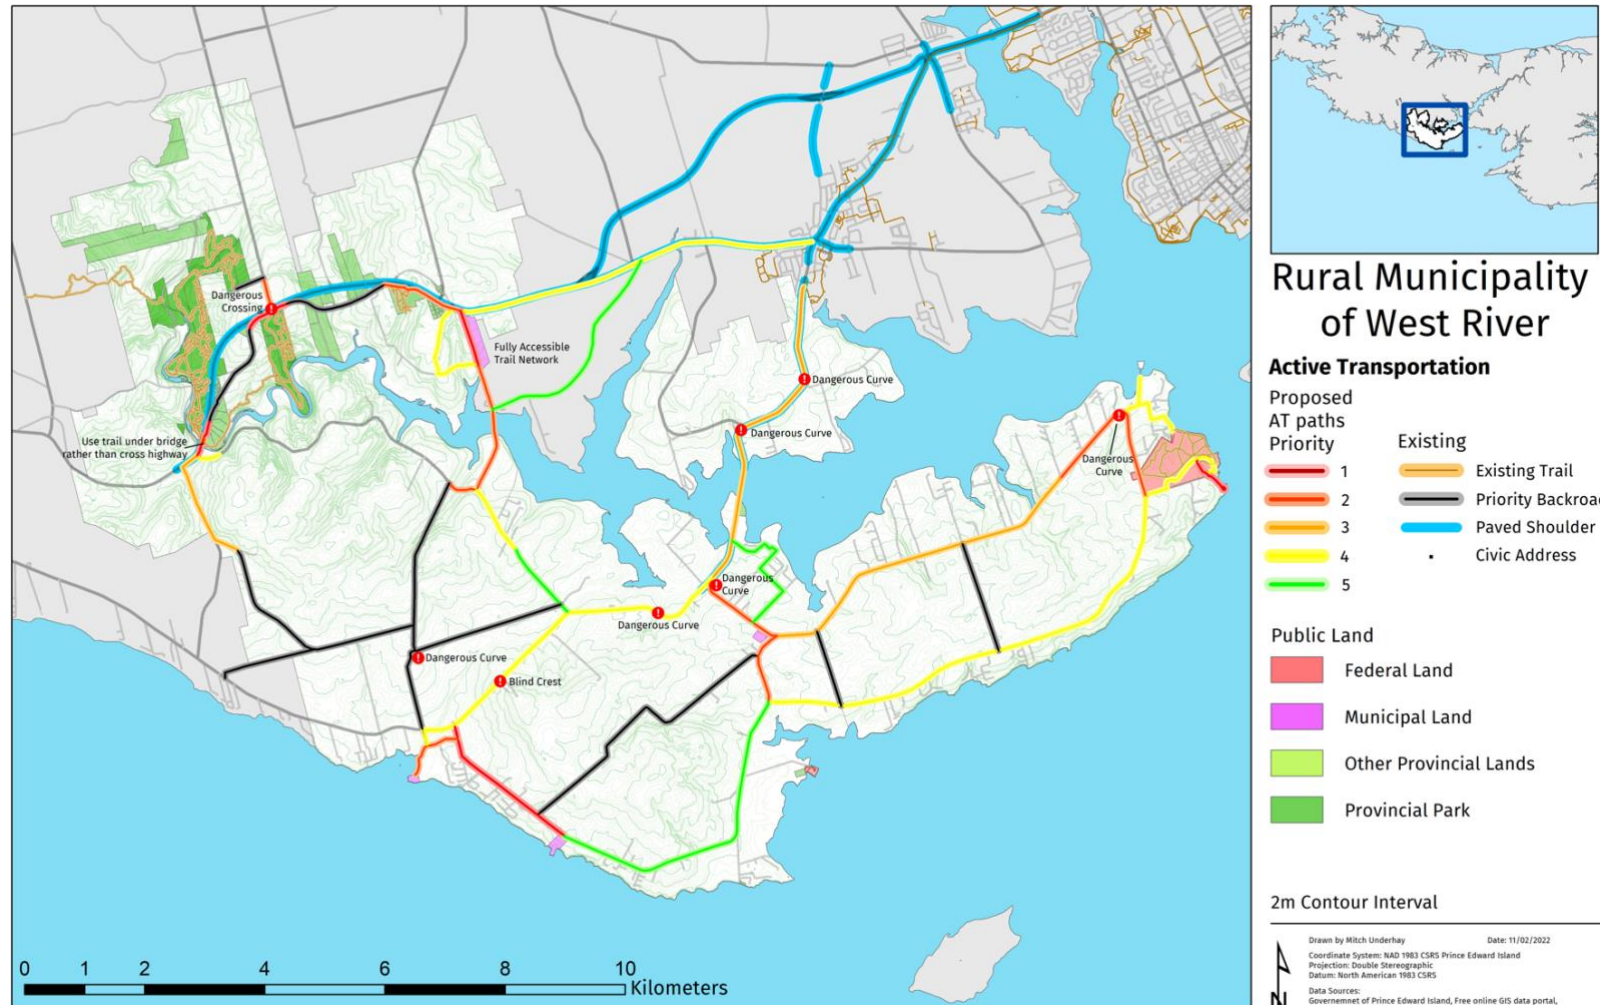 Dangerous
Crossing
Fully Accessible
Trail Network
Use trail under bridge
rather than cross highway
Dangerous Curve
Dangerous Curve
Dangerous
Curve
Dangerous
Curve
Dangerous Curve
Dangerous Curve
Blind Crest
0 1 2 4 6 8 10
Kilometers
Rural Municipality
of West River
Active Transportation
Proposed
AT paths
Priority
1
2
3
4
5
Existing
Existing Trail
Priority Backroa
Paved Shoulder
Civic Address
Public Land
Federal Land
Municipal Land
Other Provincial Lands
Provincial Park
2m Contour Interval
N
Drawn by Mitch Underhay Date: 11/02/2022
Coordinate System: NAD 1983 CSRS Prince Edward Island
Projection: Double Stereographic
Datum: North American 1983 CSRS
Data Sources:
Governemnet of Prince Edward Island, Free online GIS data portal,